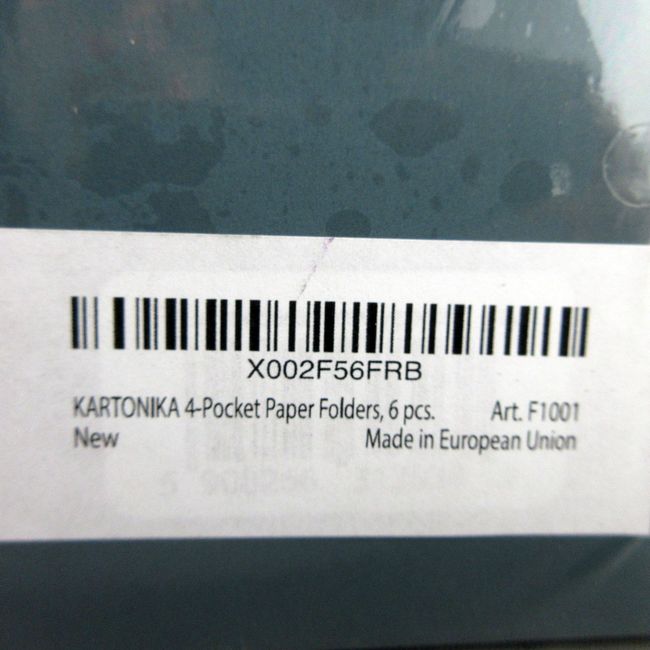 X002F56FRB
KARTONIKA 4-Pocket Paper Folders, 6 pcs. Art. F1001
New Made in European Union